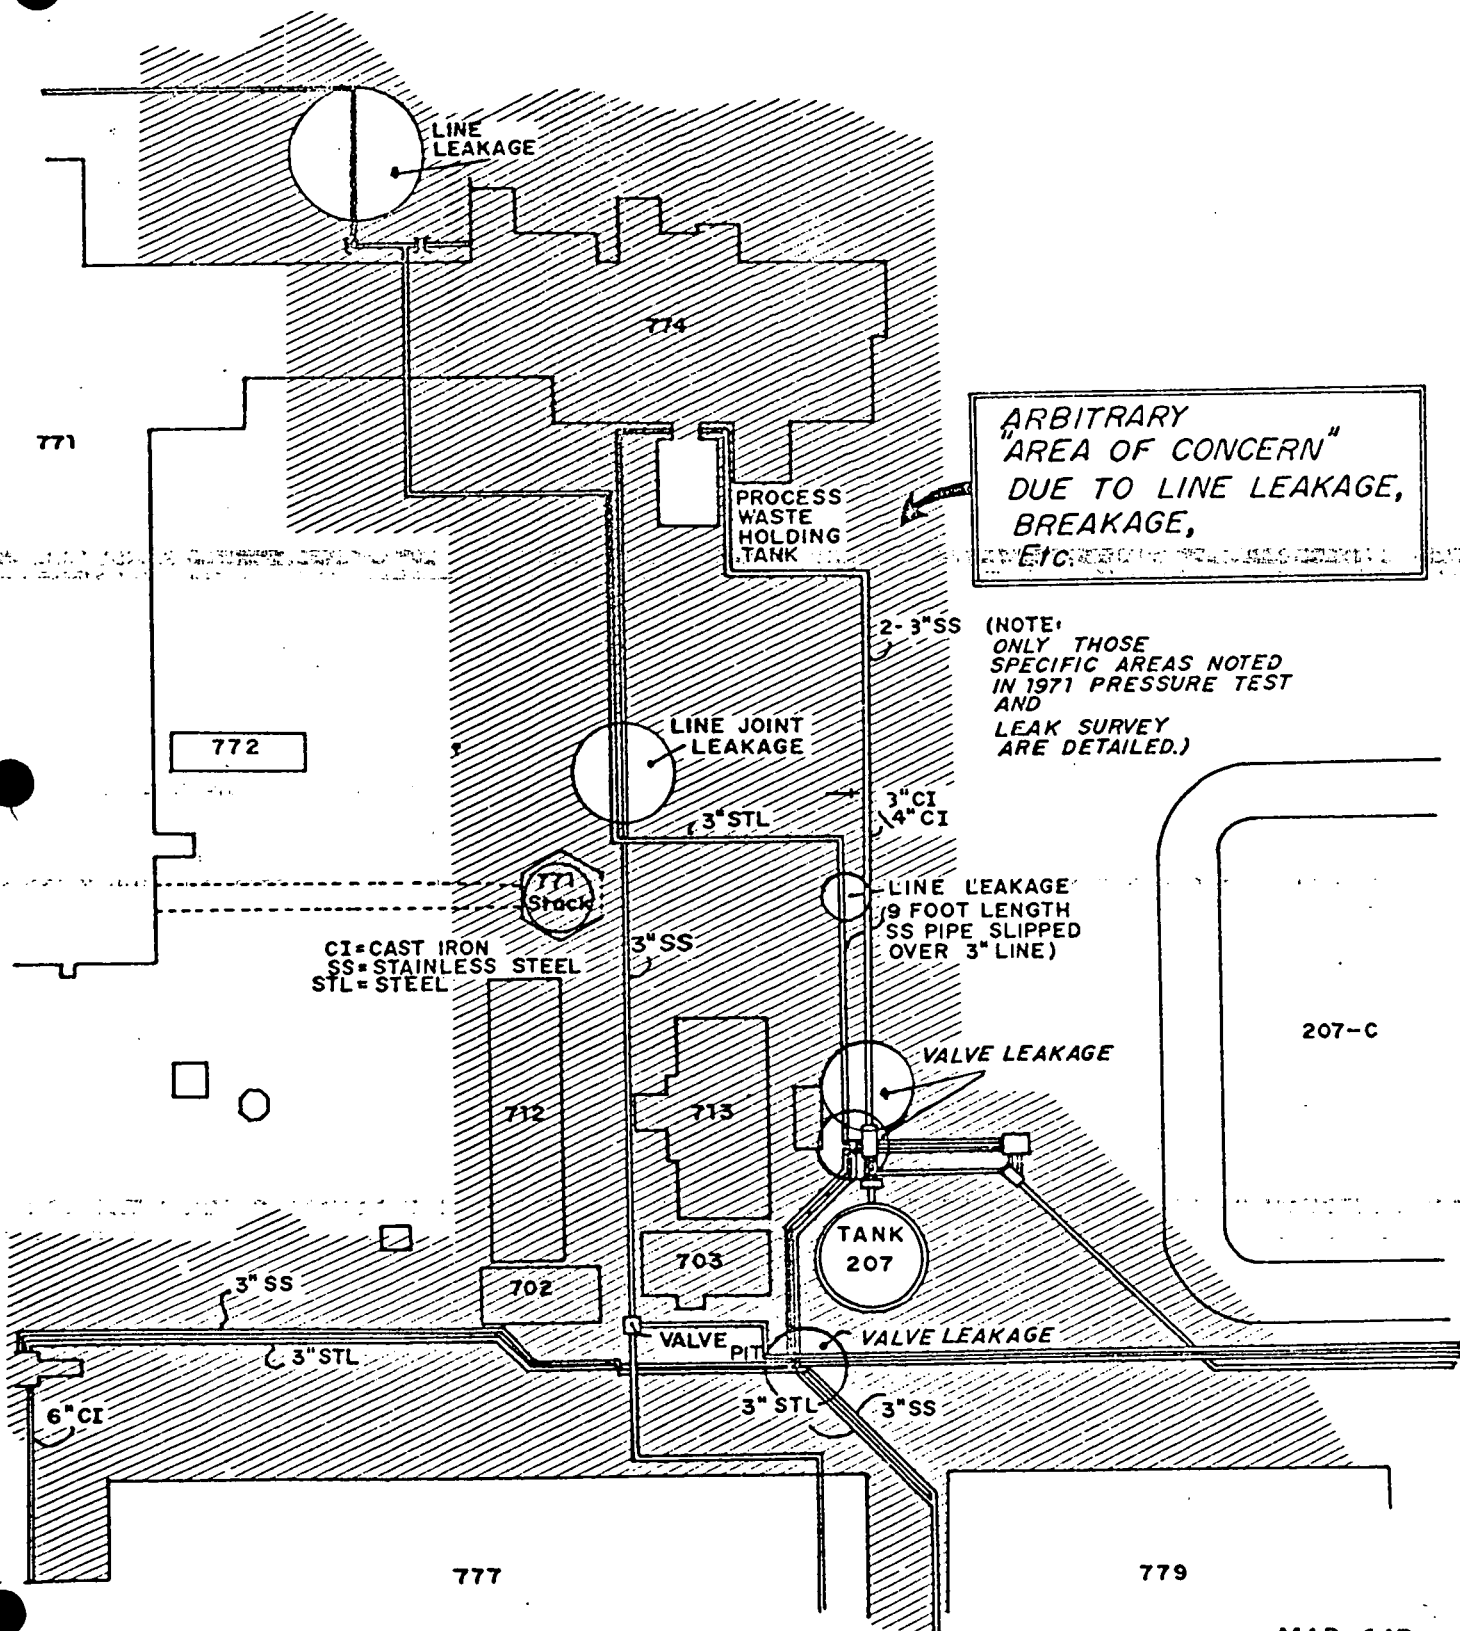 LINE
LEAKAGE
774
771
ARBITRARY
"AREA OF CONCERN"
DUE TO LINE LEAKAGE,
BREAKAGE,
Etc.
PROCESS
WASTE
HOLDING
TANK
2-3"SS
(NOTE:
ONLY THOSE
SPECIFIC AREAS NOTED
IN 1971 PRESSURE TEST
AND
LEAK SURVEY
ARE DETAILED.)
772
LINE JOINT
LEAKAGE
3"CI
4"CI
3"STL
771
Stack
LINE LEAKAGE
(9 FOOT LENGTH
SS PIPE SLIPPED
OVER 3" LINE)
CI=CAST IRON
SS=STAINLESS STEEL
STL=STEEL
3"SS
207-C
VALVE LEAKAGE
712
713
TANK
207
703
702
3"SS
VALVE
PIT
VALVE LEAKAGE
3"STL
3"STL
3"SS
6"CI
777
779